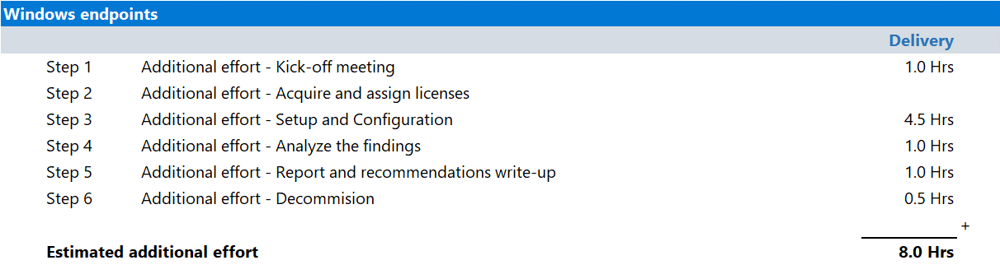 Windows endpoints
Delivery
Step 1 Additional effort - Kick-off meeting 1.0 Hrs
Step 2 Additional effort - Acquire and assign licenses
Step 3 Additional effort - Setup and Configuration 4.5 Hrs
Step 4 Additional effort - Analyze the findings 1.0 Hrs
Step 5 Additional effort - Report and recommendations write-up 1.0 Hrs
Step 6 Additional effort - Decommision 0.5 Hrs
+
Estimated additional effort 8.0 Hrs